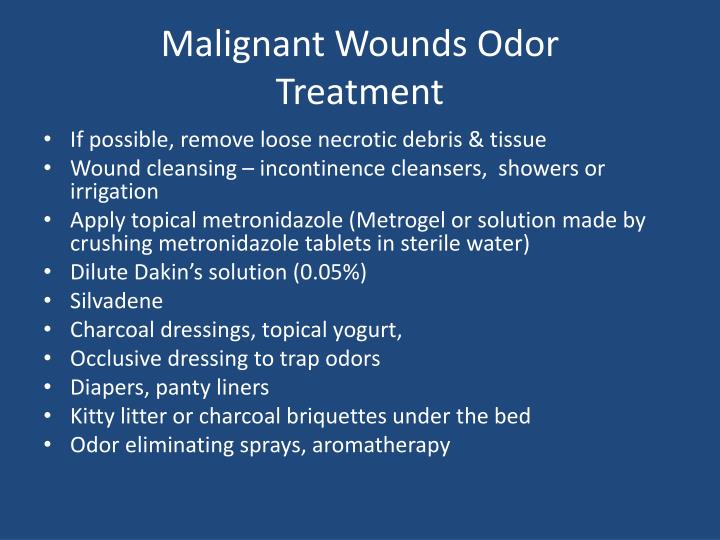 Malignant Wounds Odor
Treatment
• If possible, remove loose necrotic debris & tissue
• Wound cleansing – incontinence cleansers,  showers or
irrigation
• Apply topical metronidazole (Metrogel or solution made by
crushing metronidazole tablets in sterile water)
• Dilute Dakin’s solution (0.05%)
• Silvadene
• Charcoal dressings, topical yogurt,
• Occlusive dressing to trap odors
• Diapers, panty liners
• Kitty litter or charcoal briquettes under the bed
• Odor eliminating sprays, aromatherapy